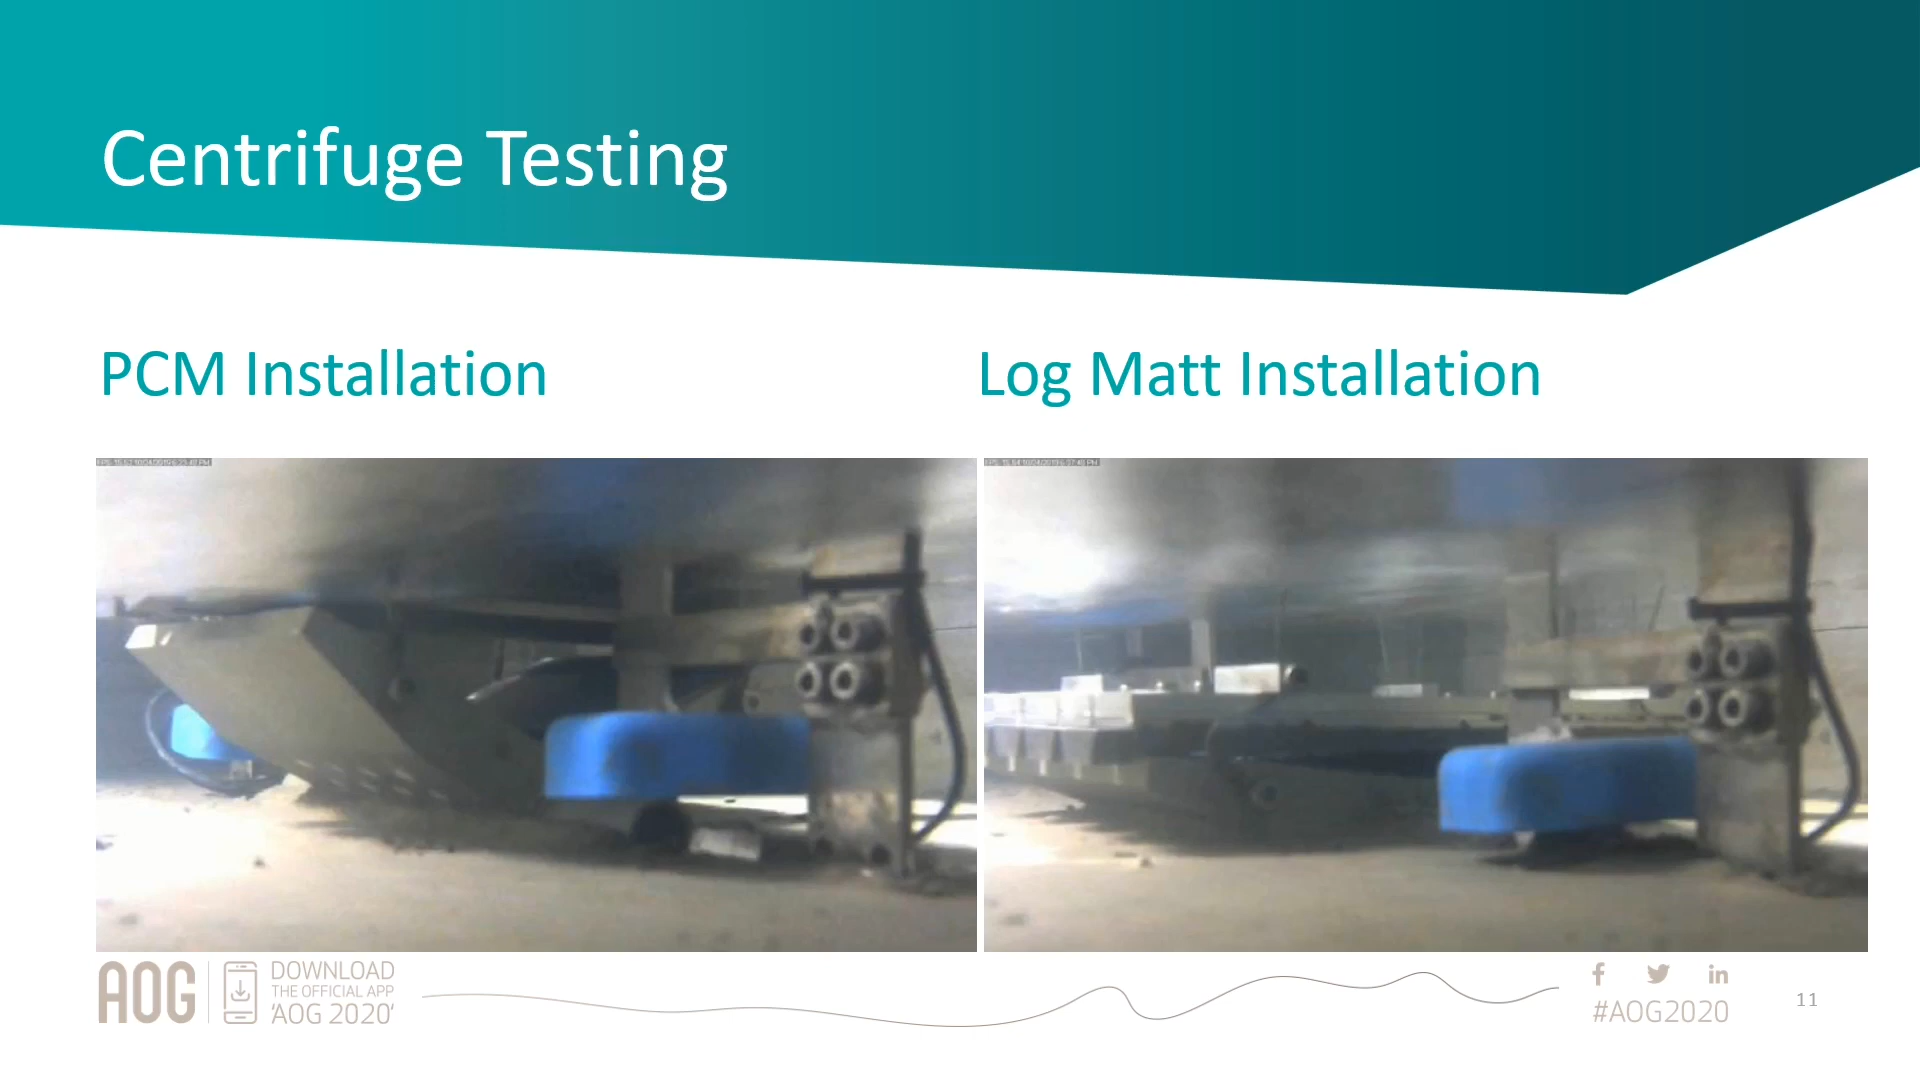 Centrifuge Testing
PCM Installation
Log Matt Installation
AOG
DOWNLOAD
THE OFFICIAL APP
'AOG 2020'
#AOG2020
11